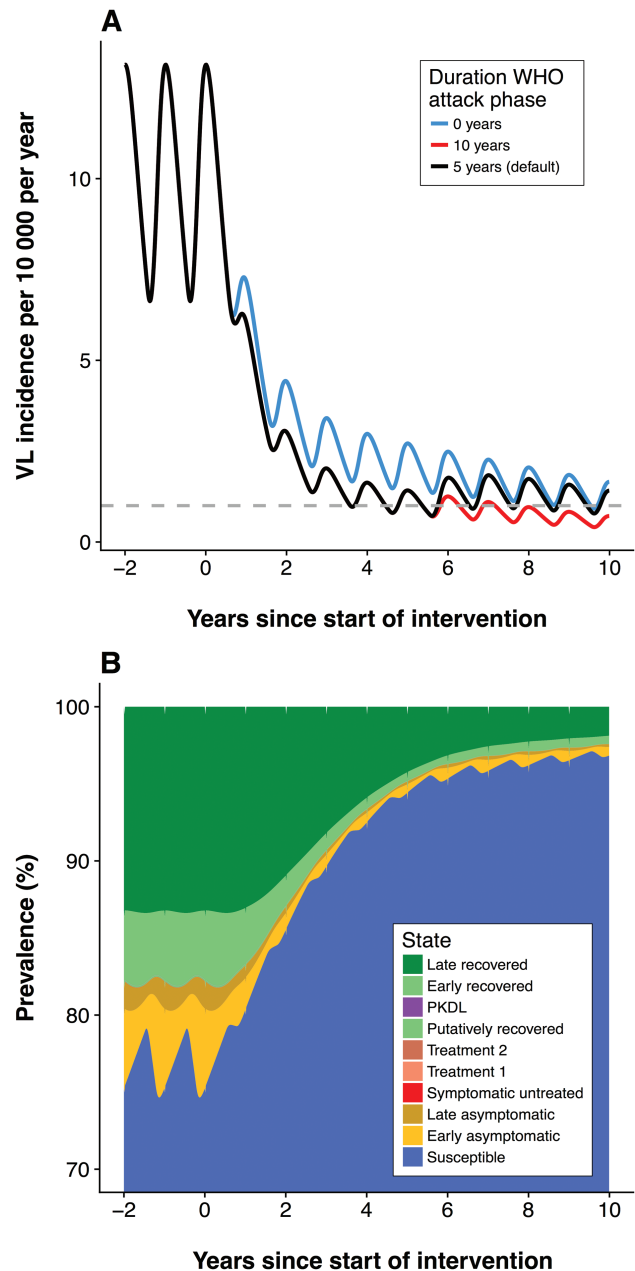 A
VL incidence per 10 000 per year
10
5
0
Duration WHO
attack phase
0 years
10 years
5 years (default)
−2
0
2
4
6
8
10
Years since start of intervention
B
Prevalence (%)
100
90
80
70
State
Late recovered
Early recovered
PKDL
Putatively recovered
Treatment 2
Treatment 1
Symptomatic untreated
Late asymptomatic
Early asymptomatic
Susceptible
−2
0
2
4
6
8
10
Years since start of intervention